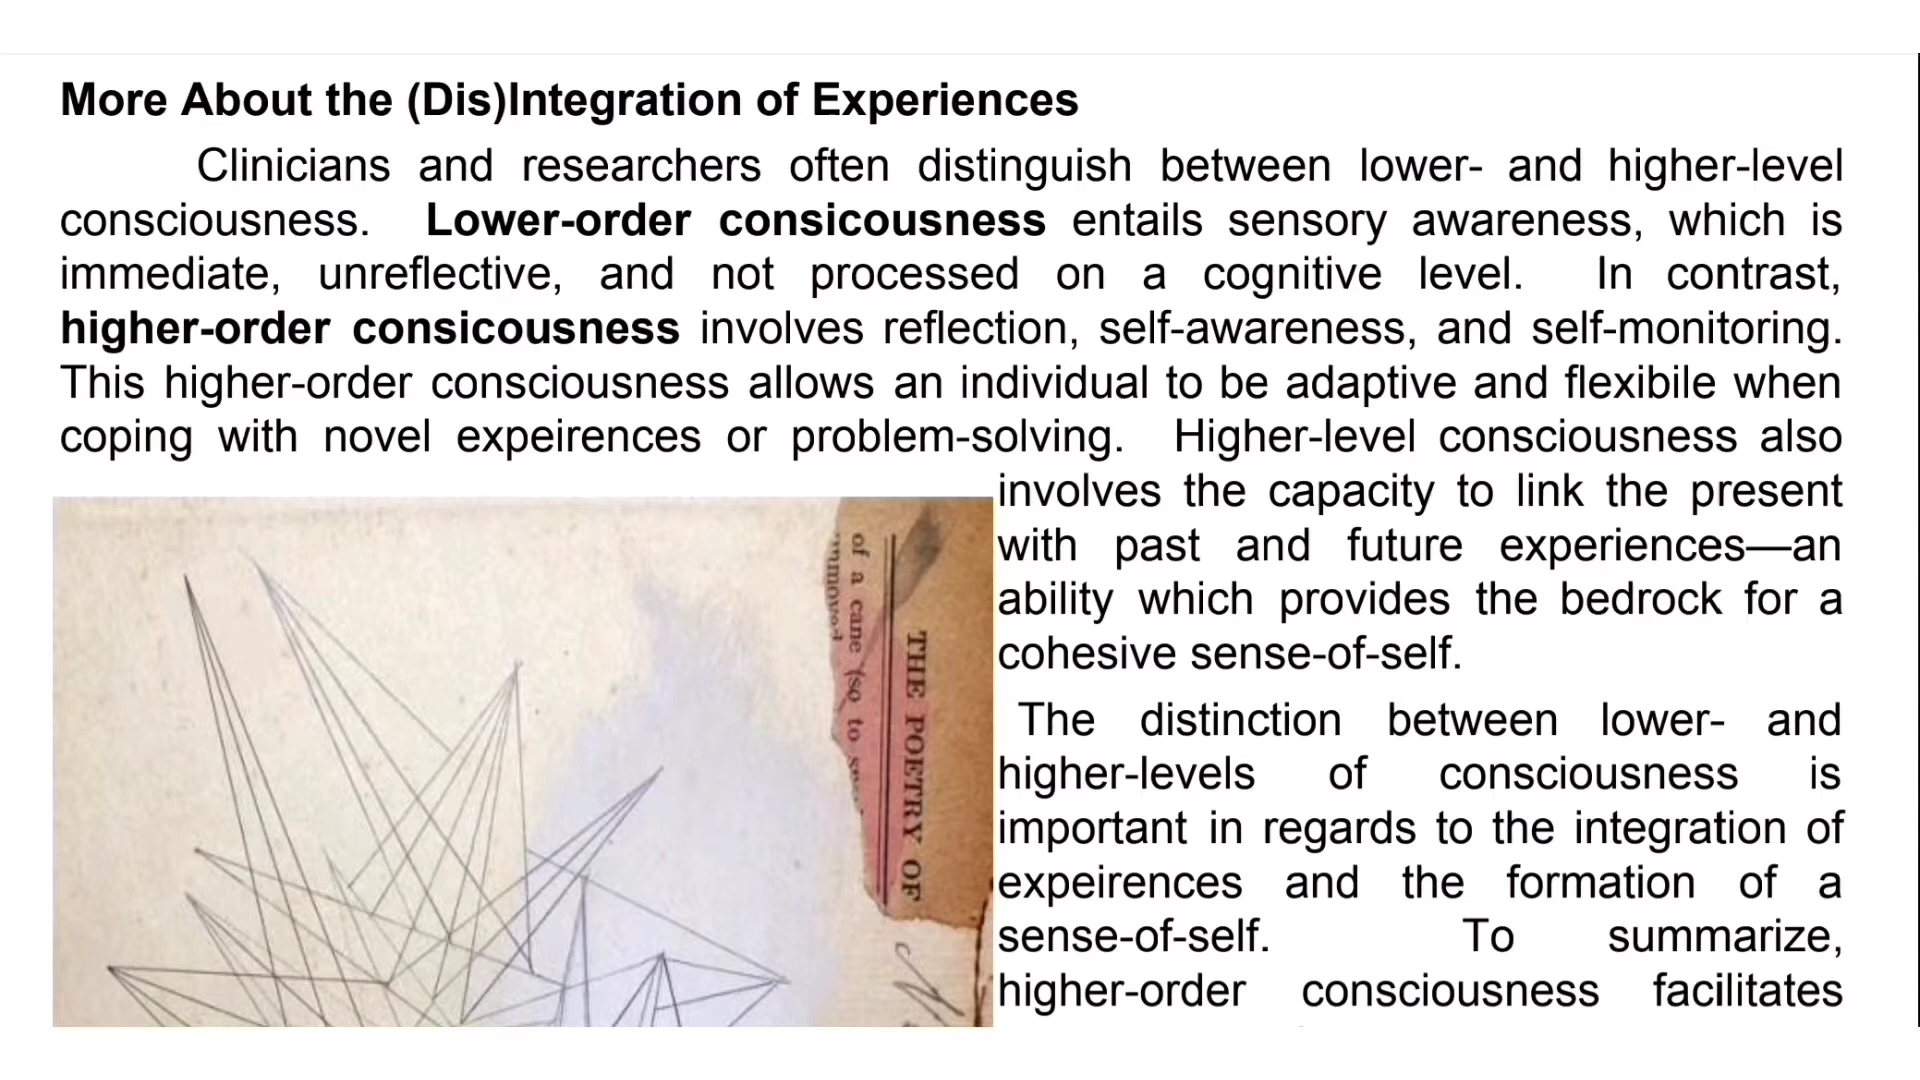 More About the (Dis)Integration of Experiences
Clinicians and researchers often distinguish between lower- and higher-level
consciousness. Lower-order consicousness entails sensory awareness, which is
immediate, unreflective, and not processed on a cognitive level. In contrast,
higher-order consicousness involves reflection, self-awareness, and self-monitoring.
This higher-order consciousness allows an individual to be adaptive and flexibile when
coping with novel expeirences or problem-solving. Higher-level consciousness also
involves the capacity to link the present
with past and future experiences—an
ability which provides the bedrock for a
cohesive sense-of-self.
The distinction between lower- and
higher-levels of consciousness is
important in regards to the integration of
expeirences and the formation of a
sense-of-self. To summarize,
higher-order consciousness facilitates
THE POETRY OF
of a cane (so to